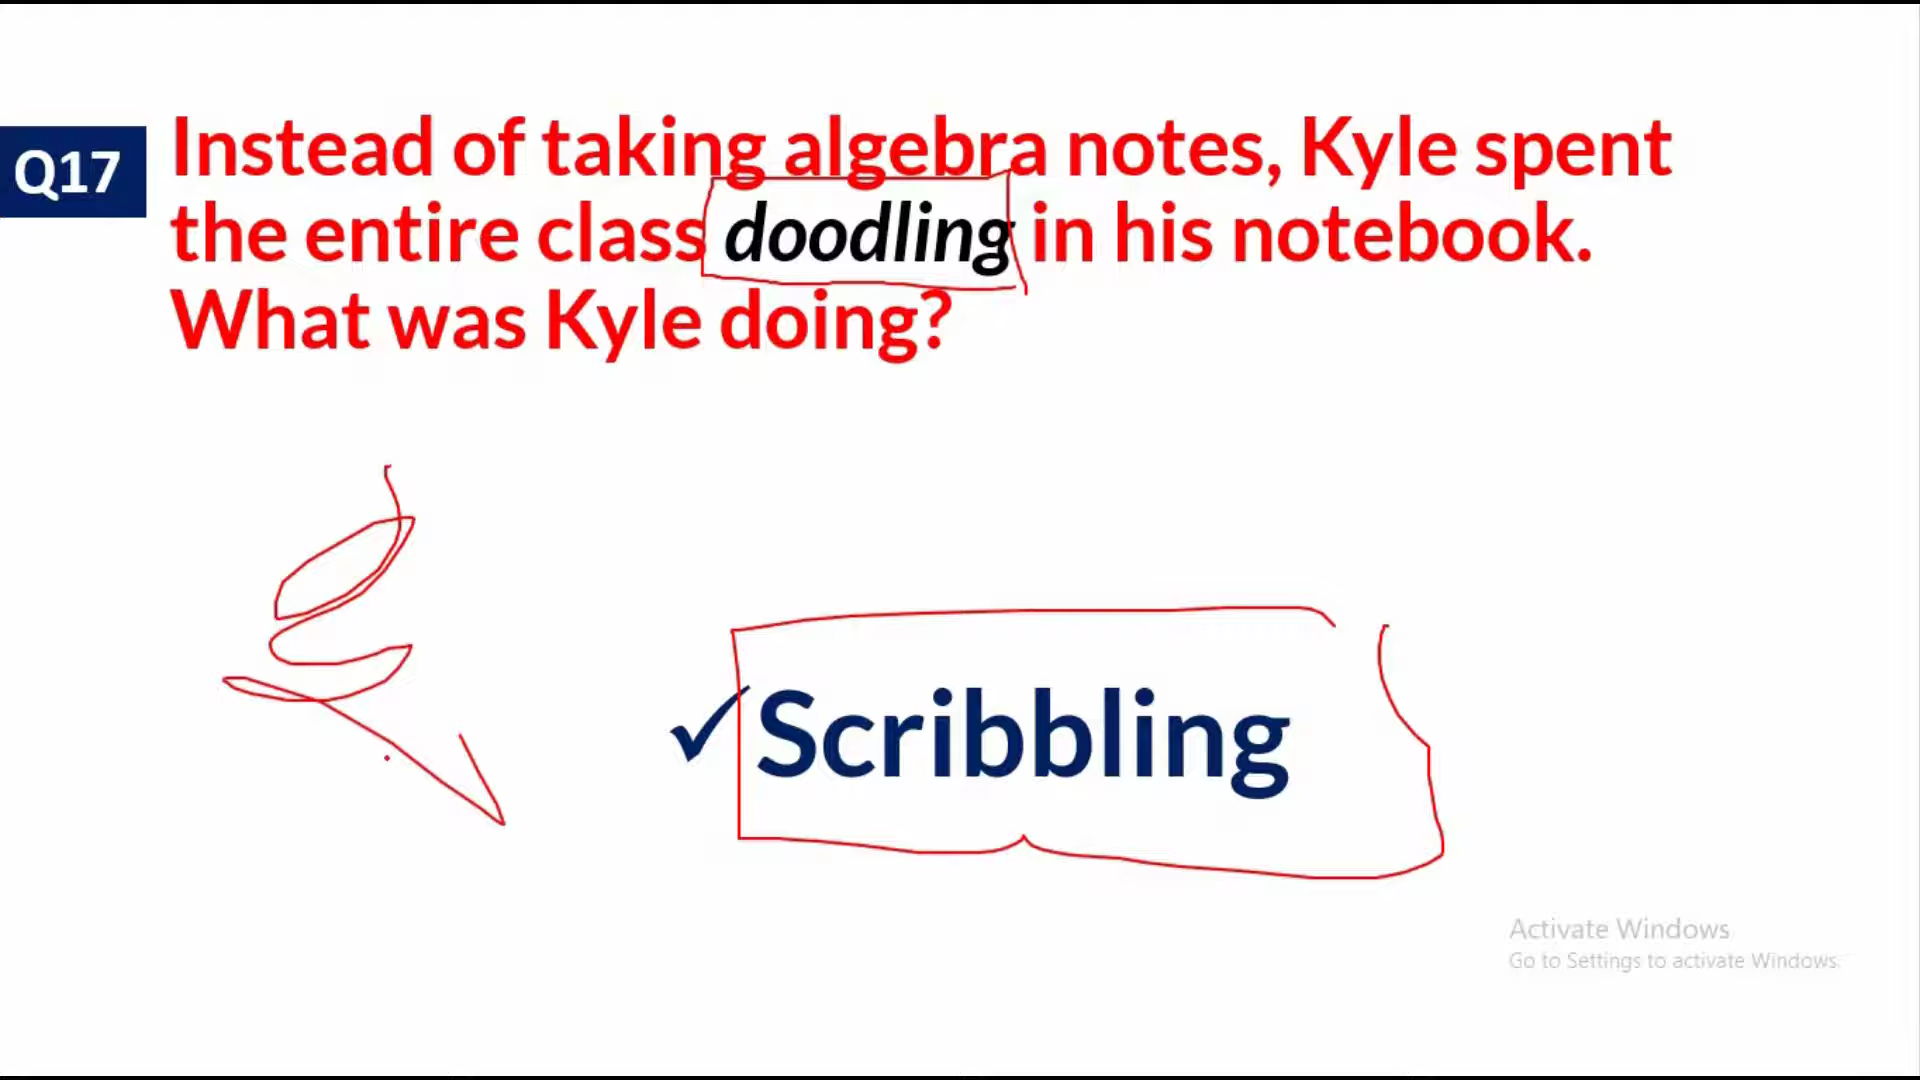 Q17
Instead of taking algebra notes, Kyle spent
the entire class doodling in his notebook.
What was Kyle doing?
✓Scribbling
Activate Windows
Go to Settings to activate Windows.